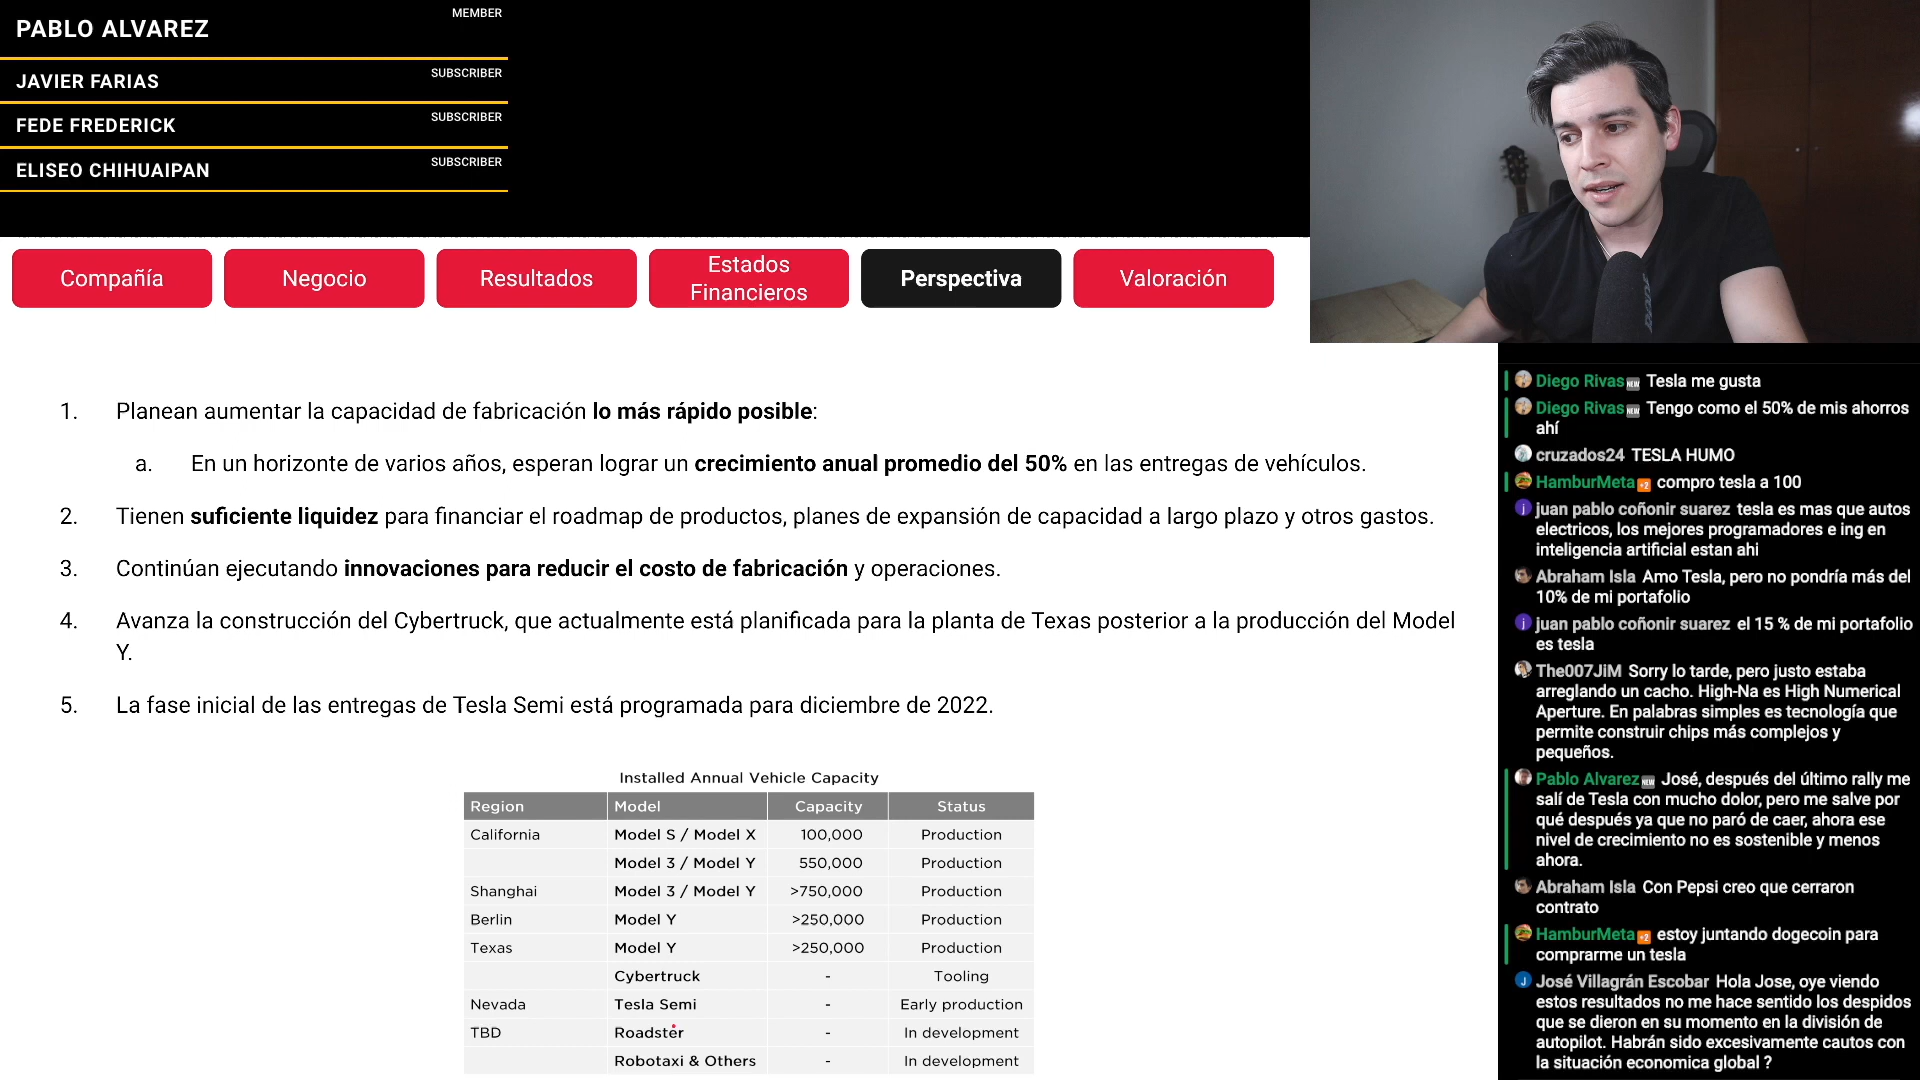 PABLO ALVAREZ MEMBER
JAVIER FARIAS SUBSCRIBER
FEDE FREDERICK SUBSCRIBER
ELISEO CHIHUAIPAN SUBSCRIBER
Compañía Negocio Resultados Estados Financieros Perspectiva Valoración
1. Planean aumentar la capacidad de fabricación lo más rápido posible:
a. En un horizonte de varios años, esperan lograr un crecimiento anual promedio del 50% en las entregas de vehículos.
2. Tienen suficiente liquidez para financiar el roadmap de productos, planes de expansión de capacidad a largo plazo y otros gastos.
3. Continúan ejecutando innovaciones para reducir el costo de fabricación y operaciones.
4. Avanza la construcción del Cybertruck, que actualmente está planificada para la planta de Texas posterior a la producción del Model
Y.
5. La fase inicial de las entregas de Tesla Semi está programada para diciembre de 2022.
Installed Annual Vehicle Capacity
Region Model Capacity Status
California Model S / Model X 100,000 Production
Model 3 / Model Y 550,000 Production
Shanghai Model 3 / Model Y >750,000 Production
Berlin Model Y >250,000 Production
Texas Model Y >250,000 Production
Cybertruck - Tooling
Nevada Tesla Semi - Early production
TBD Roadster - In development
Robotaxi & Others - In development
Diego Rivas NEW Tesla me gusta
Diego Rivas NEW Tengo como el 50% de mis ahorros
ahí
cruzados24 TESLA HUMO
HamburMeta +2 compro tesla a 100
juan pablo coñonir suarez tesla es mas que autos
electricos, los mejores programadores e ing en
inteligencia artificial estan ahi
Abraham Isla Amo Tesla, pero no pondría más del
10% de mi portafolio
juan pablo coñonir suarez el 15 % de mi portafolio
es tesla
The007JiM Sorry lo tarde, pero justo estaba
arreglando un cacho. High-Na es High Numerical
Aperture. En palabras simples es tecnología que
permite construir chips más complejos y
pequeños.
Pablo Alvarez NEW José, después del último rally me
salí de Tesla con mucho dolor, pero me salve por
qué después ya que no paró de caer, ahora ese
nivel de crecimiento no es sostenible y menos
ahora.
Abraham Isla Con Pepsi creo que cerraron
contrato
HamburMeta +2 estoy juntando dogecoin para
comprarme un tesla
José Villagrán Escobar Hola Jose, oye viendo
estos resultados no me hace sentido los despidos
que se dieron en su momento en la división de
autopilot. Habrán sido excesivamente cautos con
la situación economica global ?